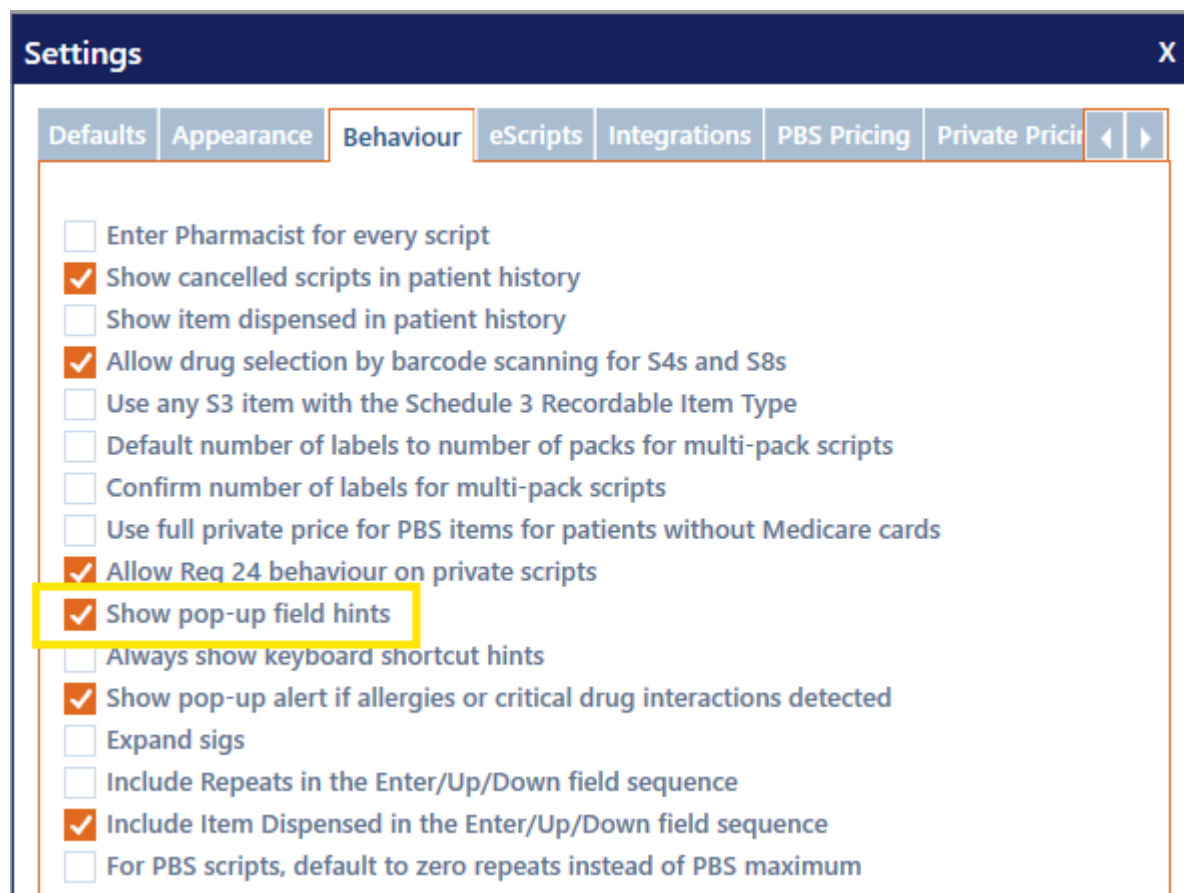 Settings X
Defaults Appearance Behaviour eScripts Integrations PBS Pricing Private Pricin
Enter Pharmacist for every script
Show cancelled scripts in patient history
Show item dispensed in patient history
Allow drug selection by barcode scanning for S4s and S8s
Use any S3 item with the Schedule 3 Recordable Item Type
Default number of labels to number of packs for multi-pack scripts
Confirm number of labels for multi-pack scripts
Use full private price for PBS items for patients without Medicare cards
Allow Reg 24 behaviour on private scripts
Show pop-up field hints
Always show keyboard shortcut hints
Show pop-up alert if allergies or critical drug interactions detected
Expand sigs
Include Repeats in the Enter/Up/Down field sequence
Include Item Dispensed in the Enter/Up/Down field sequence
For PBS scripts, default to zero repeats instead of PBS maximum